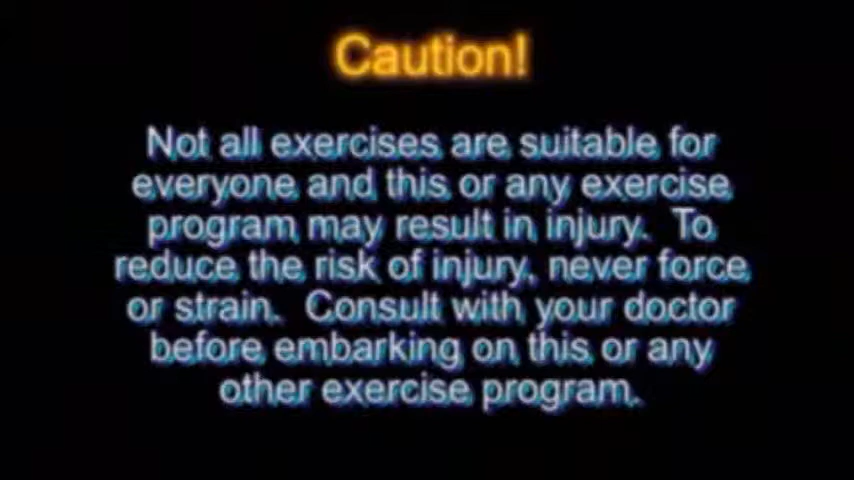 Caution!
Not all exercises are suitable for
everyone and this or any exercise
program may result in injury. To
reduce the risk of injury, never force
or strain. Consult with your doctor
before embarking on this or any
other exercise program.